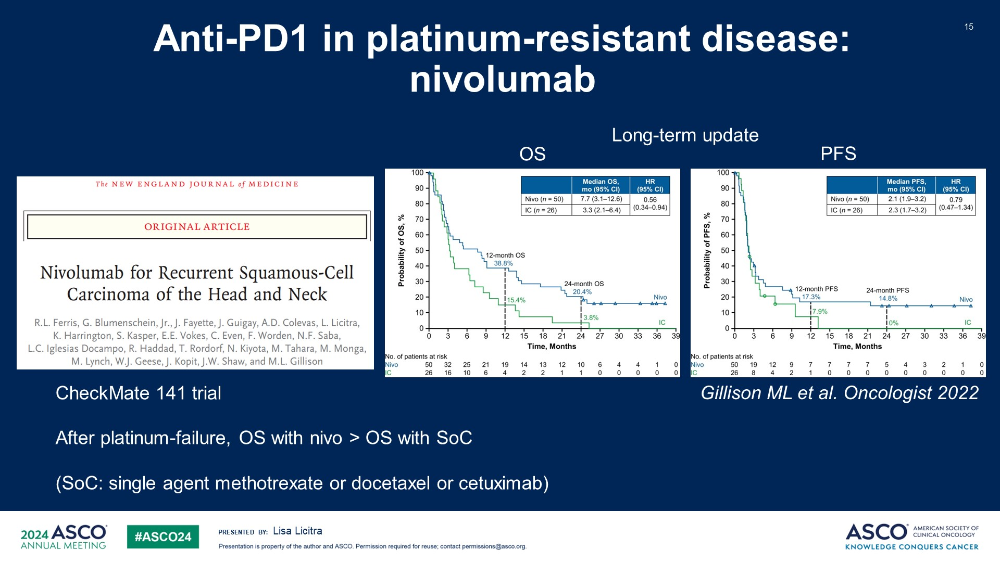 15
Anti-PD1 in platinum-resistant disease:
nivolumab
Long-term update
OS
PFS
The NEW ENGLAND JOURNAL of MEDICINE
ORIGINAL ARTICLE
Nivolumab for Recurrent Squamous-Cell
Carcinoma of the Head and Neck
R.L. Ferris, G. Blumenschein, Jr., J. Fayette, J. Guigay, A.D. Colevas, L. Licitra,
K. Harrington, S. Kasper, E.E. Vokes, C. Even, F. Worden, N.F. Saba,
L.C. Iglesias Docampo, R. Haddad, T. Rordorf, N. Kiyota, M. Tahara, M. Monga,
M. Lynch, W.J. Geese, J. Kopit, J.W. Shaw, and M.L. Gillison
Probability of OS, %
100
90
80
70
60
50
40
30
20
10
0
Median OS, mo (95% CI) HR (95% CI)
Nivo (n = 50) 7.7 (3.1–12.6) 0.56 (0.34–0.94)
IC (n = 26) 3.3 (2.1–6.4)
12-month OS
38.8%
15.4%
24-month OS
20.4%
3.8%
Nivo
IC
0 3 6 9 12 15 18 21 24 27 30 33 36 39
Time, Months
No. of patients at risk
Nivo 50 32 25 21 19 14 13 12 10 6 4 4 1 0
IC 26 16 10 6 4 2 2 1 1 0 0 0 0 0
Probability of PFS, %
100
90
80
70
60
50
40
30
20
10
0
Median PFS, mo (95% CI) HR (95% CI)
Nivo (n = 50) 2.1 (1.9–3.2) 0.79 (0.47–1.34)
IC (n = 26) 2.3 (1.7–3.2)
12-month PFS
17.3%
7.9%
24-month PFS
14.8%
0%
Nivo
IC
0 3 6 9 12 15 18 21 24 27 30 33 36 39
Time, Months
No. of patients at risk
Nivo 50 19 12 9 7 7 7 7 5 4 3 2 1 0
IC 26 8 4 2 1 0 0 0 0 0 0 0 0 0
CheckMate 141 trial
Gillison ML et al. Oncologist 2022
After platinum-failure, OS with nivo > OS with SoC
(SoC: single agent methotrexate or docetaxel or cetuximab)
2024 ASCO
ANNUAL MEETING
#ASCO24
PRESENTED BY: Lisa Licitra
Presentation is property of the author and ASCO. Permission required for reuse; contact permissions@asco.org.
ASCO AMERICAN SOCIETY OF
CLINICAL ONCOLOGY
KNOWLEDGE CONQUERS CANCER